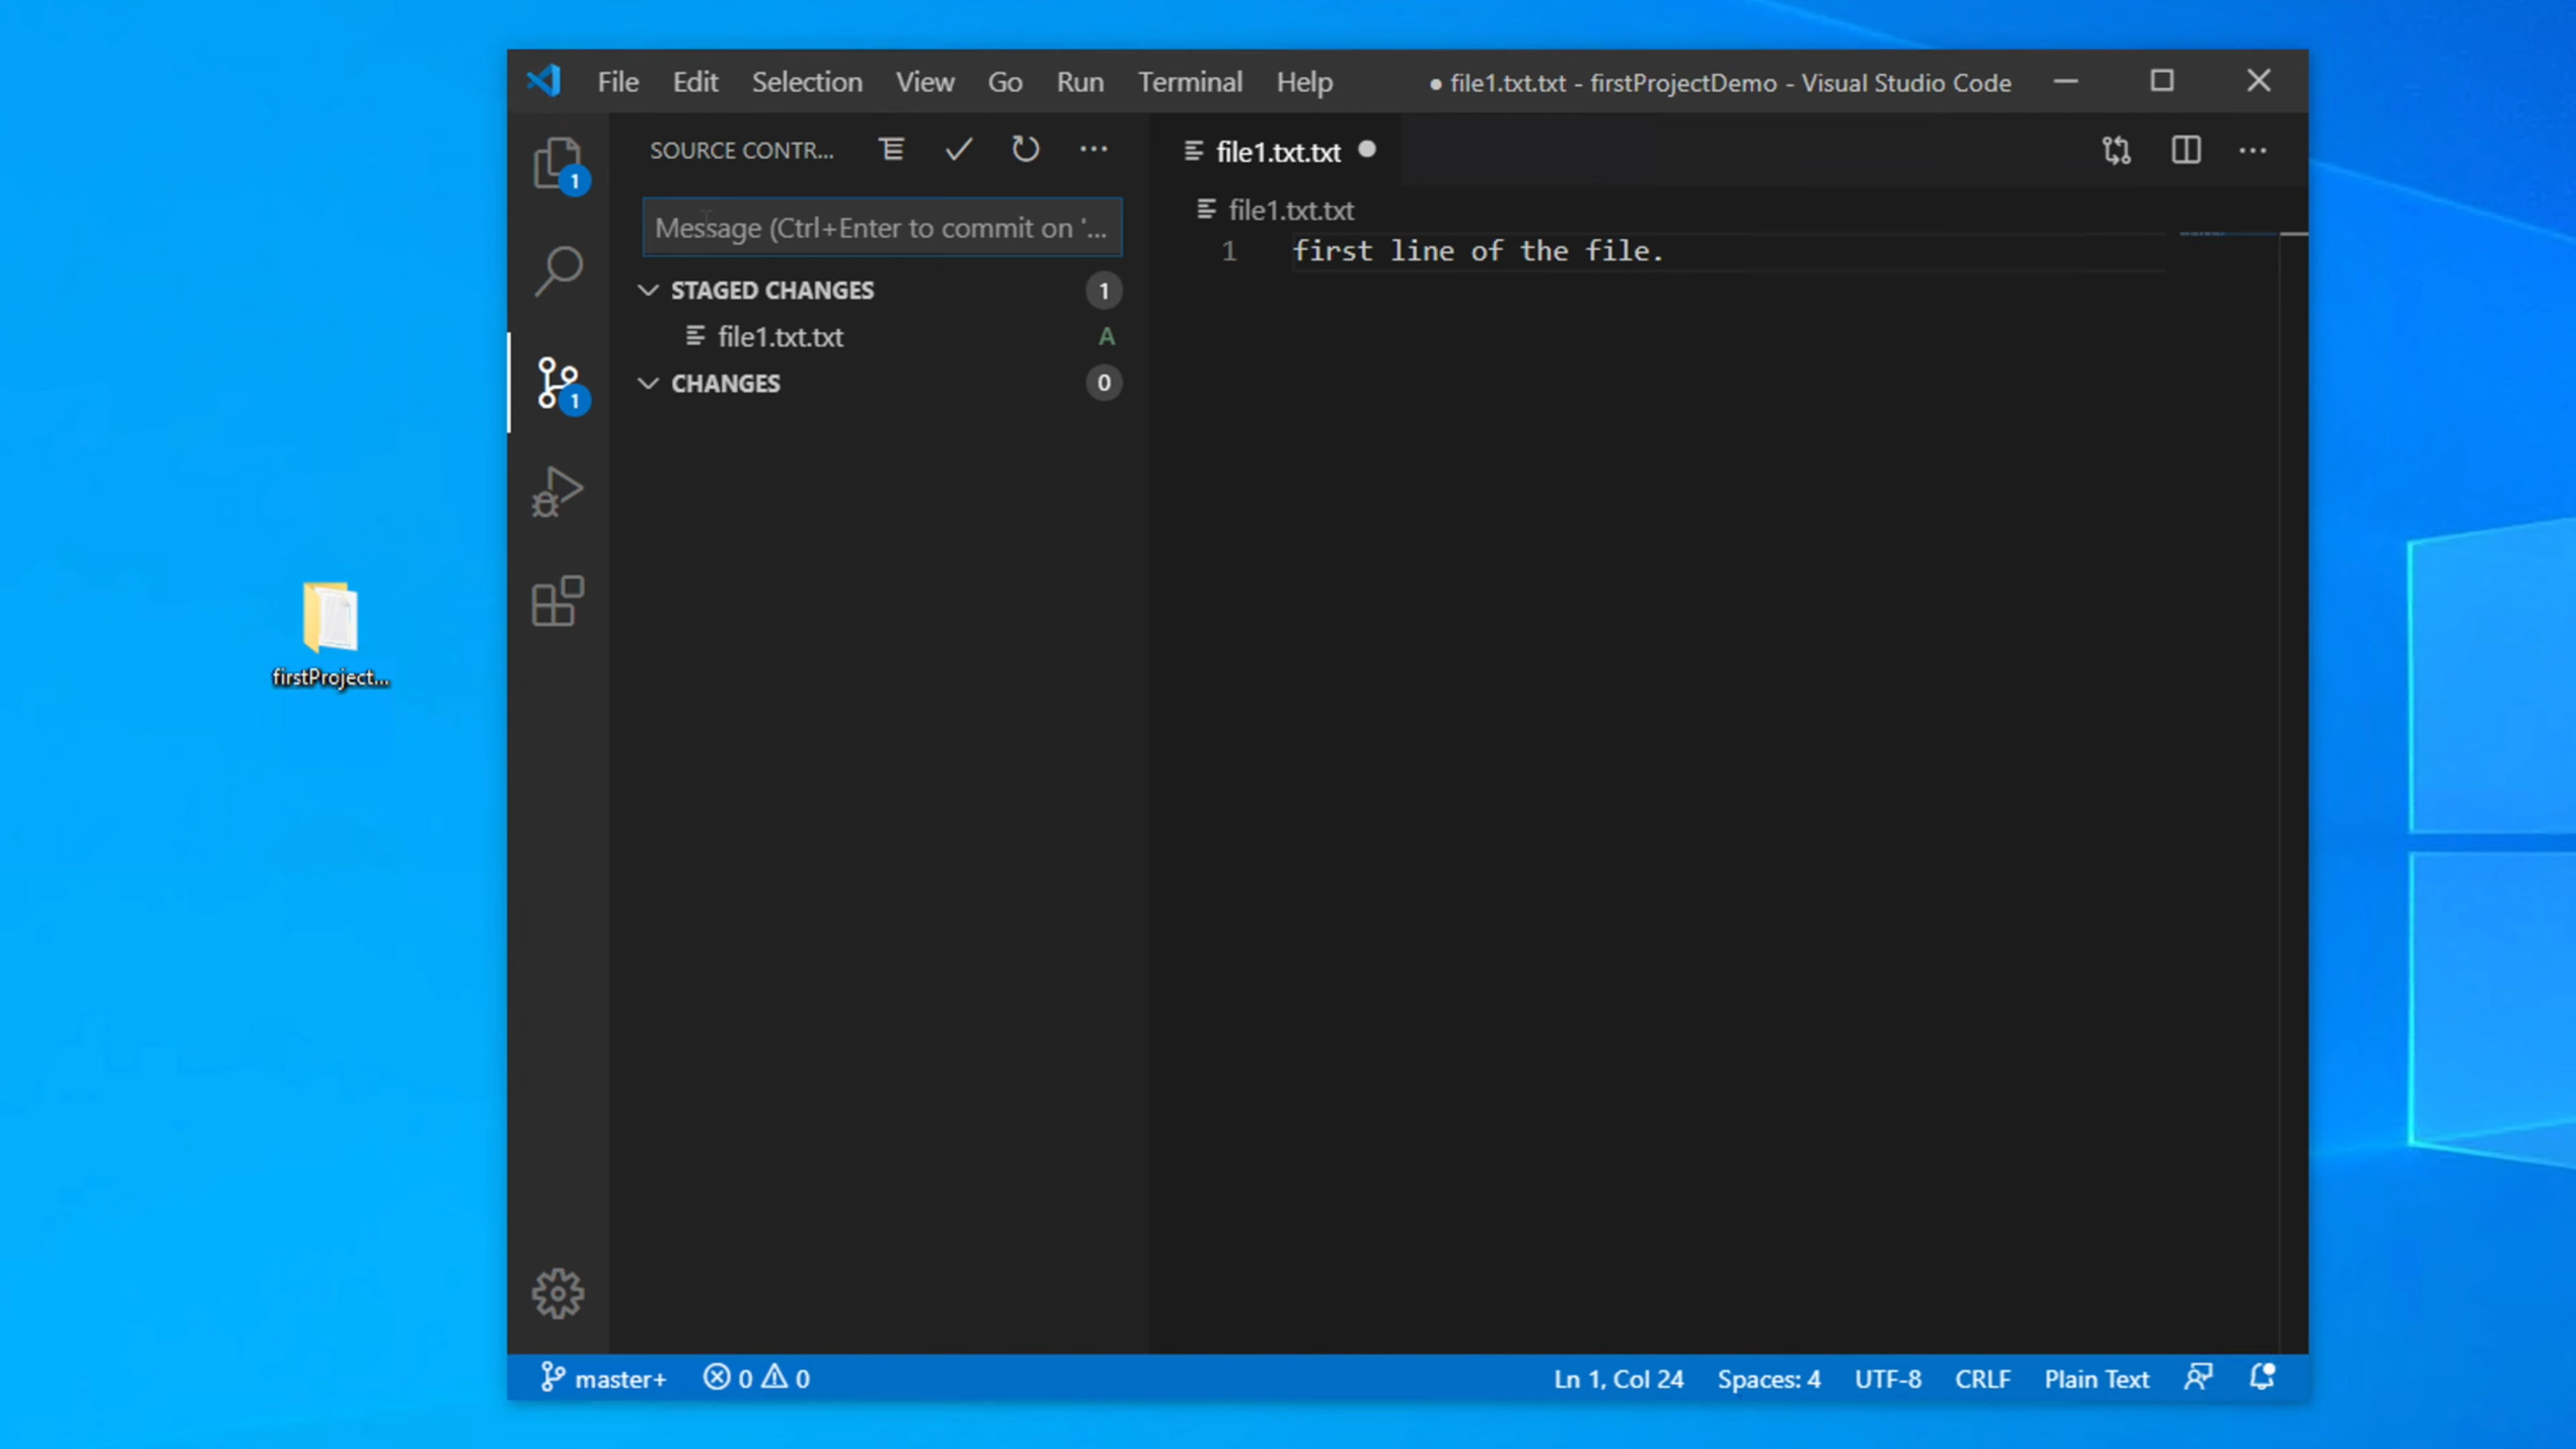 File Edit Selection View Go Run Terminal Help ● file1.txt.txt - firstProjectDemo - Visual Studio Code
SOURCE CONTR...
file1.txt.txt
1
Message (Ctrl+Enter to commit on '...
file1.txt.txt
1 first line of the file.
STAGED CHANGES 1
file1.txt.txt A
CHANGES 0
1
firstProject...
master+ 0 0 Ln 1, Col 24 Spaces: 4 UTF-8 CRLF Plain Text